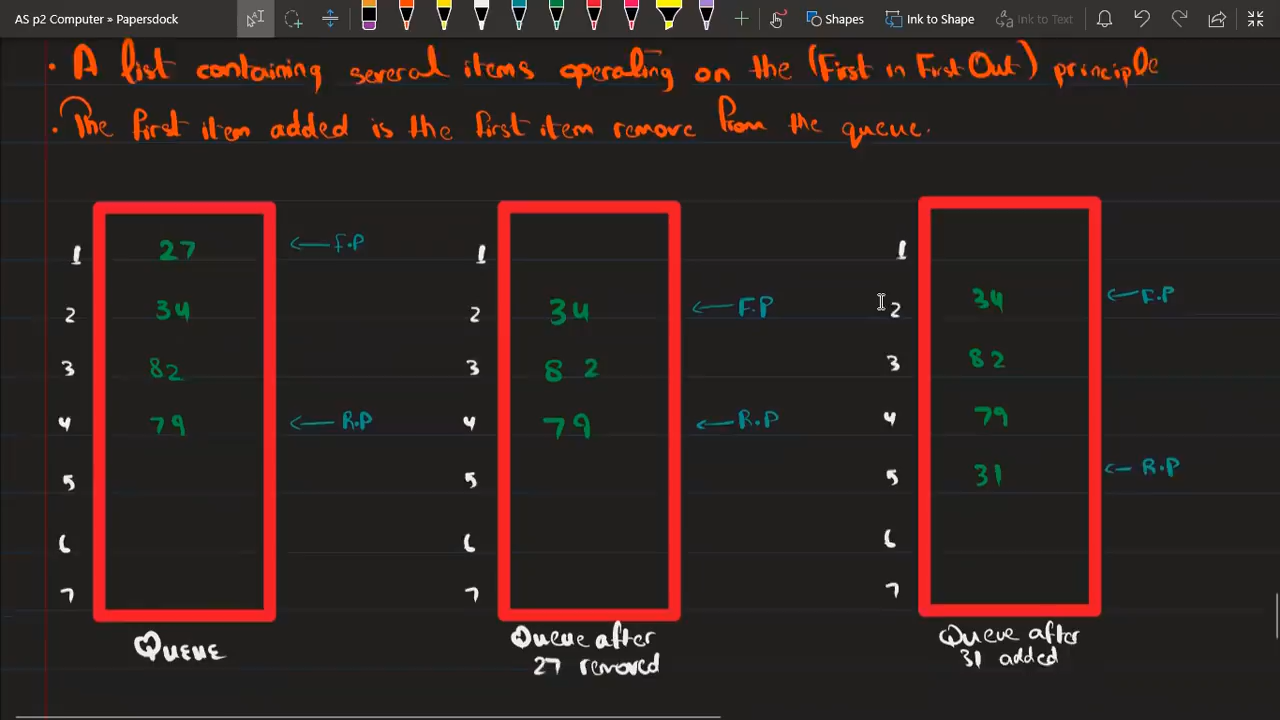 AS p2 Computer » Papersdock
Shapes
Ink to Shape
Ink to Text
· A list containing several items operating on the (First in First Out) principle
· The first item added is the first item remove from the queue.
1 27 ← F.P
2 34
3 82
4 79 ← R.P
5
6
7
Queue
1
2 34 ← F.P
3 82
4 79 ← R.P
5
6
7
Queue after
27 removed
1
2 34 ← F.P
3 82
4 79
5 31 ← R.P
6
7
Queue after
31 added